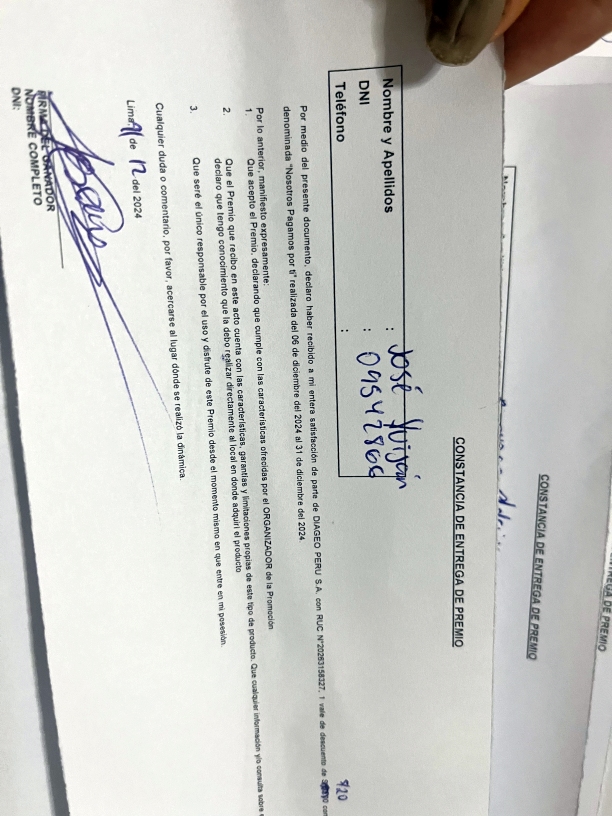 CONSTANCIA DE ENTREGA DE PREMIO
Nombre y Apellidos : José
DNI : 09542866
Teléfono :
Por medio del presente documento, declaro haber recibido a mi entera satisfacción de parte de DIAGEO PERU S.A. con RUC N°20263158327, 1 vale de descuento de
denominada "Nosotros Pagamos por ti" realizada del 06 de diciembre del 2024 al 31 de diciembre del 2024
Por lo anterior, manifiesto expresamente:
1. Que acepto el Premio, declarando que cumple con las características ofrecidas por el ORGANIZADOR de la Promoción
2. Que el Premio que recibo en este acto cuenta con las características, garantías y limitaciones propias de este tipo de producto. Que cualquier información y/o consulta sobre
declaro que tengo conocimiento que la debo realizar directamente al local en donde adquirí el producto
3. Que seré el único responsable por el uso y disfrute de este Premio desde el momento mismo en que entre en mi posesión.
Cualquier duda o comentario, por favor, acercarse al lugar dónde se realizó la dinámica.
Lima, de 12 del 2024
FIRMA DEL GANADOR
NOMBRE COMPLETO
DNI:
CONSTANCIA DE ENTREGA DE PREMIO
ENTREGA DE PREMIO